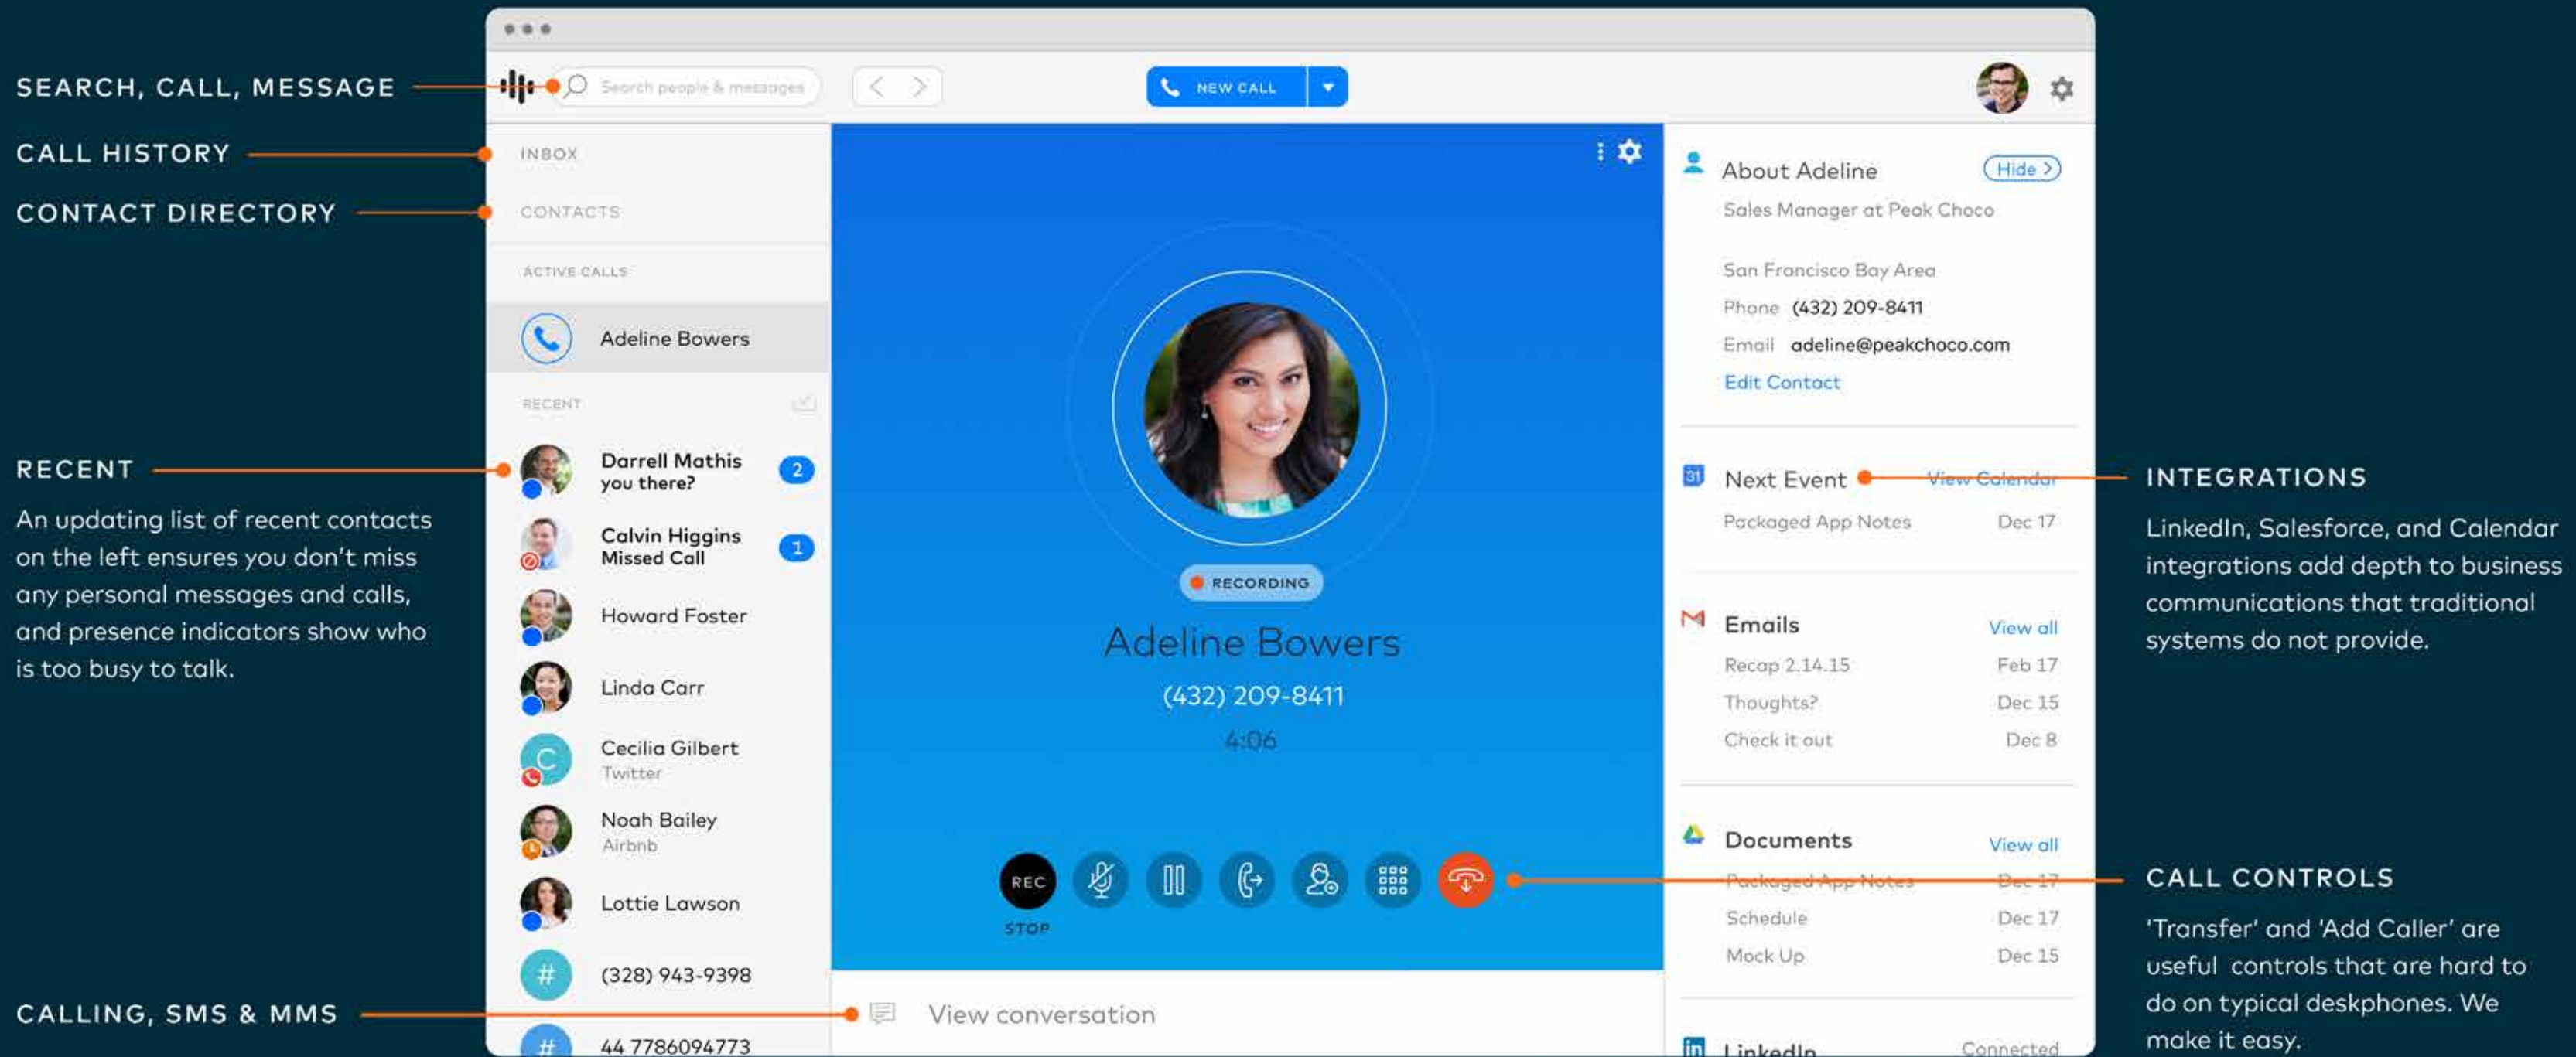 SEARCH, CALL, MESSAGE
CALL HISTORY
CONTACT DIRECTORY
RECENT
An updating list of recent contacts
on the left ensures you don't miss
any personal messages and calls,
and presence indicators show who
is too busy to talk.
CALLING, SMS & MMS
Search people & messages
NEW CALL
INBOX
CONTACTS
ACTIVE CALLS
Adeline Bowers
RECENT
Darrell Mathis
you there?
2
Calvin Higgins
Missed Call
1
Howard Foster
Linda Carr
C
Cecilia Gilbert
Twitter
Noah Bailey
Airbnb
Lottie Lawson
#
(328) 943-9398
#
44 7786094773
RECORDING
Adeline Bowers
(432) 209-8411
4:06
REC
STOP
View conversation
About Adeline
Hide >
Sales Manager at Peak Choco
San Francisco Bay Area
Phone (432) 209-8411
Email adeline@peakchoco.com
Edit Contact
31
Next Event View Calendar
Packaged App Notes Dec 17
Emails View all
Recap 2.14.15 Feb 17
Thoughts? Dec 15
Check it out Dec 8
Documents View all
Packaged App Notes Dec 17
Schedule Dec 17
Mock Up Dec 15
in LinkedIn Connected
INTEGRATIONS
LinkedIn, Salesforce, and Calendar
integrations add depth to business
communications that traditional
systems do not provide.
CALL CONTROLS
'Transfer' and 'Add Caller' are
useful controls that are hard to
do on typical deskphones. We
make it easy.